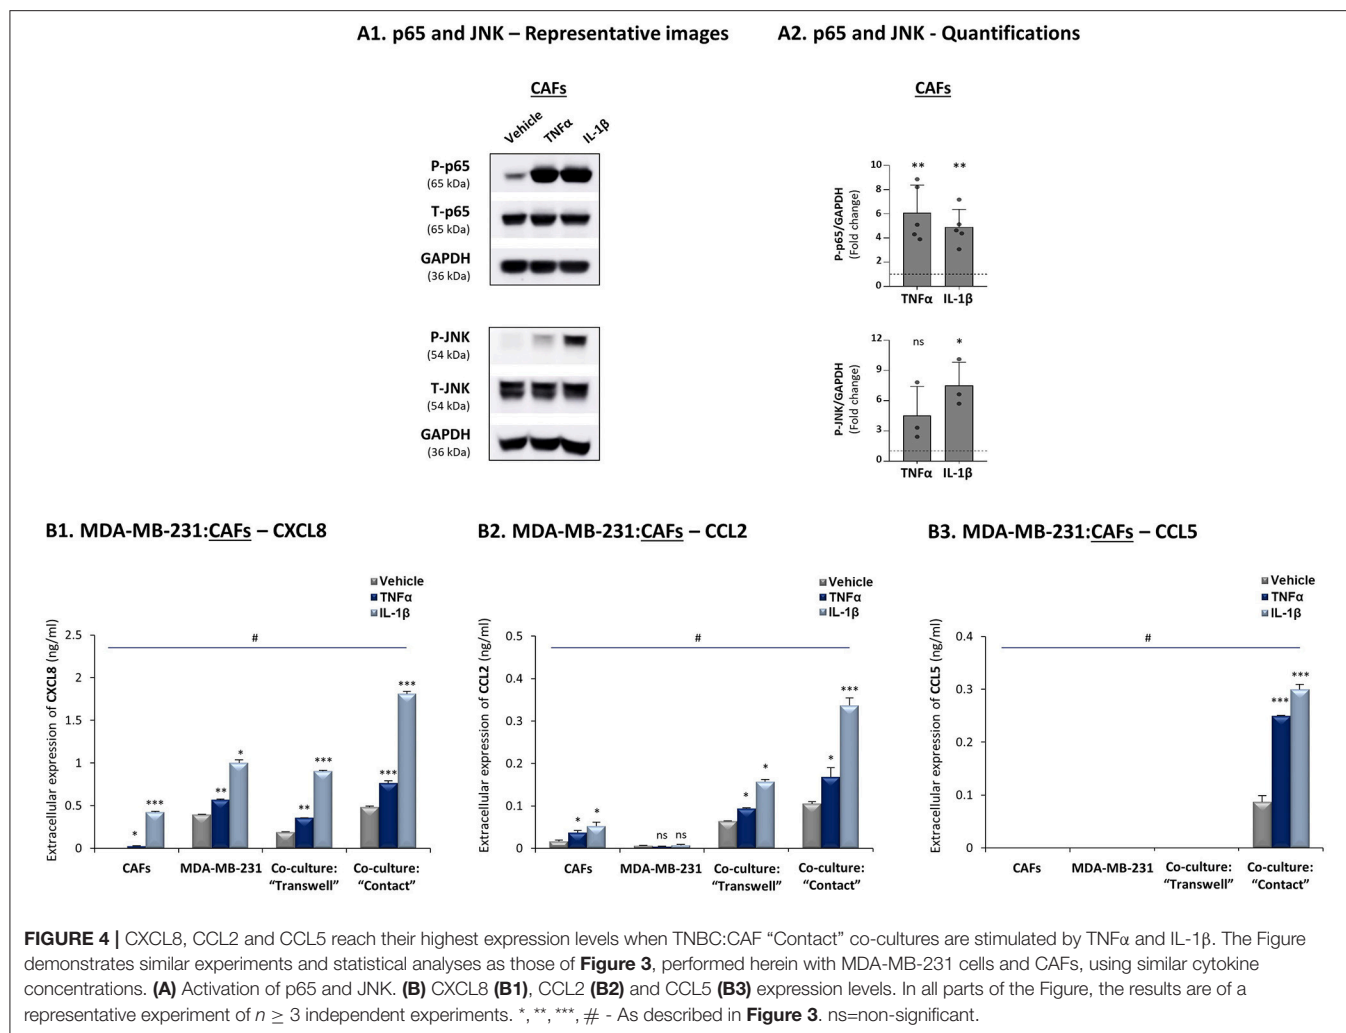 A1. p65 and JNK – Representative images
A2. p65 and JNK - Quantifications
CAFs
Vehicle TNFα IL-1β
P-p65
(65 kDa)
T-p65
(65 kDa)
GAPDH
(36 kDa)
P-JNK
(54 kDa)
T-JNK
(54 kDa)
GAPDH
(36 kDa)
CAFs
P-p65/GAPDH
(Fold change)
10
8
6
4
2
0
** **
TNFα IL-1β
P-JNK/GAPDH
(Fold change)
12
9
6
3
0
ns *
TNFα IL-1β
B1. MDA-MB-231:CAFs – CXCL8
Vehicle
TNFα
IL-1β
Extracellular expression of CXCL8 (ng/ml)
2.5
2
1.5
1
0.5
0
#
* ***
** *
** ***
*** ***
CAFs MDA-MB-231 Co-culture: Co-culture:
"Transwell" "Contact"
B2. MDA-MB-231:CAFs – CCL2
Vehicle
TNFα
IL-1β
Extracellular expression of CCL2 (ng/ml)
0.5
0.4
0.3
0.2
0.1
0
#
* *
ns ns
* *
* ***
CAFs MDA-MB-231 Co-culture: Co-culture:
"Transwell" "Contact"
B3. MDA-MB-231:CAFs – CCL5
Vehicle
TNFα
IL-1β
Extracellular expression of CCL5 (ng/ml)
0.4
0.3
0.2
0.1
0
#
*** ***
CAFs MDA-MB-231 Co-culture: Co-culture:
"Transwell" "Contact"
FIGURE 4 | CXCL8, CCL2 and CCL5 reach their highest expression levels when TNBC:CAF “Contact” co-cultures are stimulated by TNFα and IL-1β. The Figure
demonstrates similar experiments and statistical analyses as those of Figure 3, performed herein with MDA-MB-231 cells and CAFs, using similar cytokine
concentrations. (A) Activation of p65 and JNK. (B) CXCL8 (B1), CCL2 (B2) and CCL5 (B3) expression levels. In all parts of the Figure, the results are of a
representative experiment of n ≥ 3 independent experiments. *, **, ***, # - As described in Figure 3. ns=non-significant.